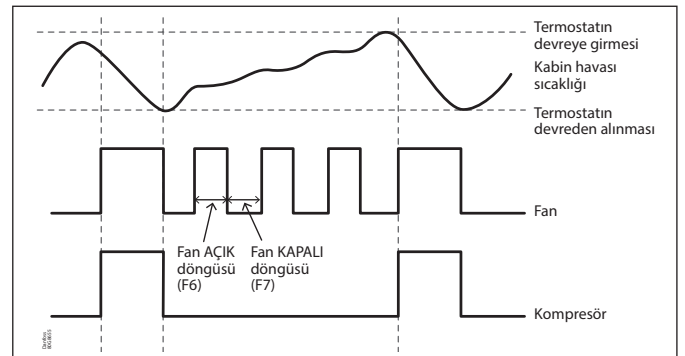 Termostatın
devreye girmesi
Kabin havası
sıcaklığı
Termostatın
devreden alınması
Fan
Fan AÇIK
döngüsü
(F6)
Fan KAPALI
döngüsü
(F7)
Kompresör
Danfoss